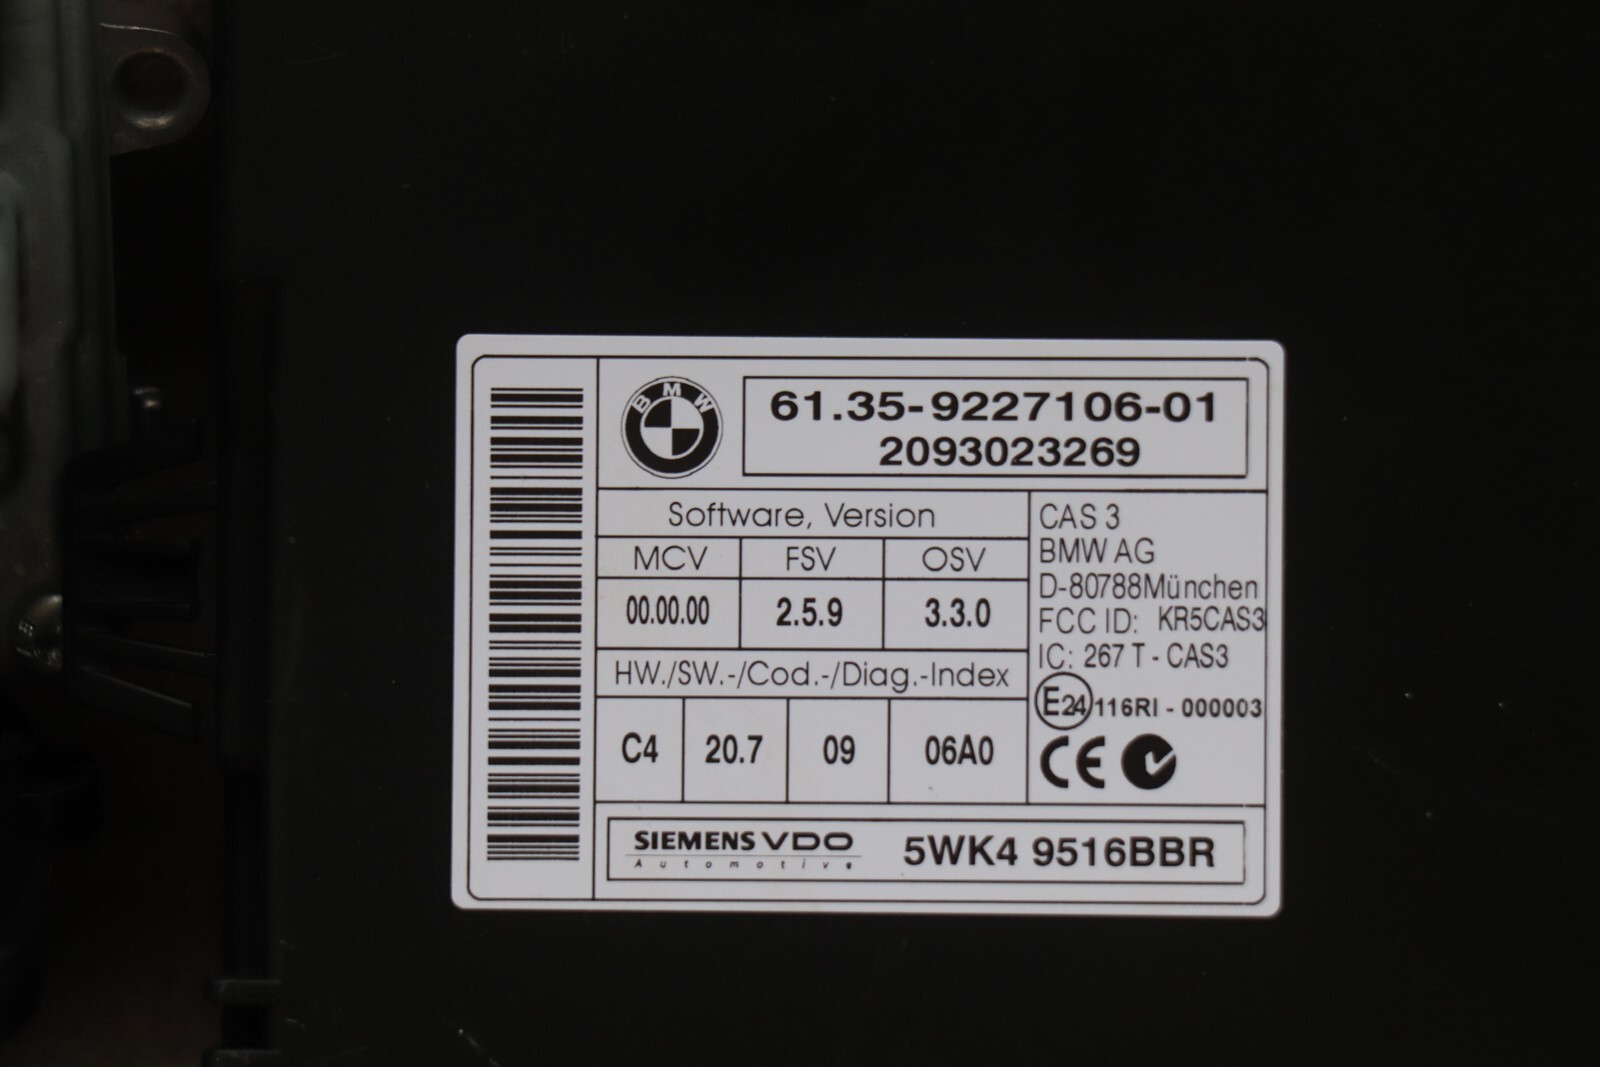 BMW
61.35-9227106-01
2093023269
Software, Version
MCV FSV OSV
00.00.00 2.5.9 3.3.0
HW./SW.-/Cod.-/Diag.-Index
C4 20.7 09 06A0
CAS 3
BMW AG
D-80788München
FCC ID: KR5CAS3
IC: 267 T - CAS3
E24 116RI - 000003
CE
SIEMENS VDO
Automotive
5WK4 9516BBR